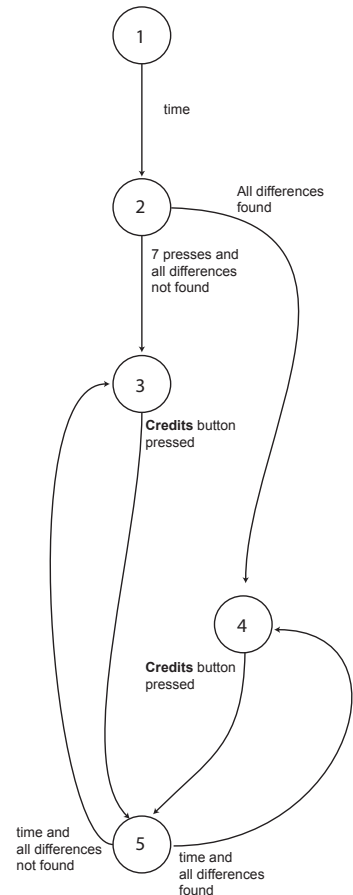 1
time
2
All differences
found
7 presses and
all differences
not found
3
Credits button
pressed
4
Credits button
pressed
time and
all differences
not found
5
time and
all differences
found